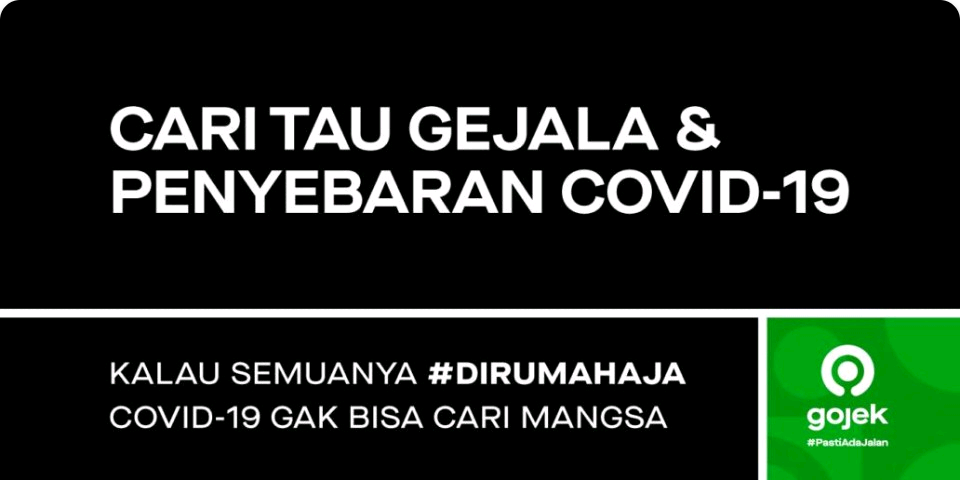 CARI TAU GEJALA &
PENYEBARAN COVID-19
KALAU SEMUANYA #DIRUMAHAJA
COVID-19 GAK BISA CARI MANGSA
gojek
#PastiAdaJalan